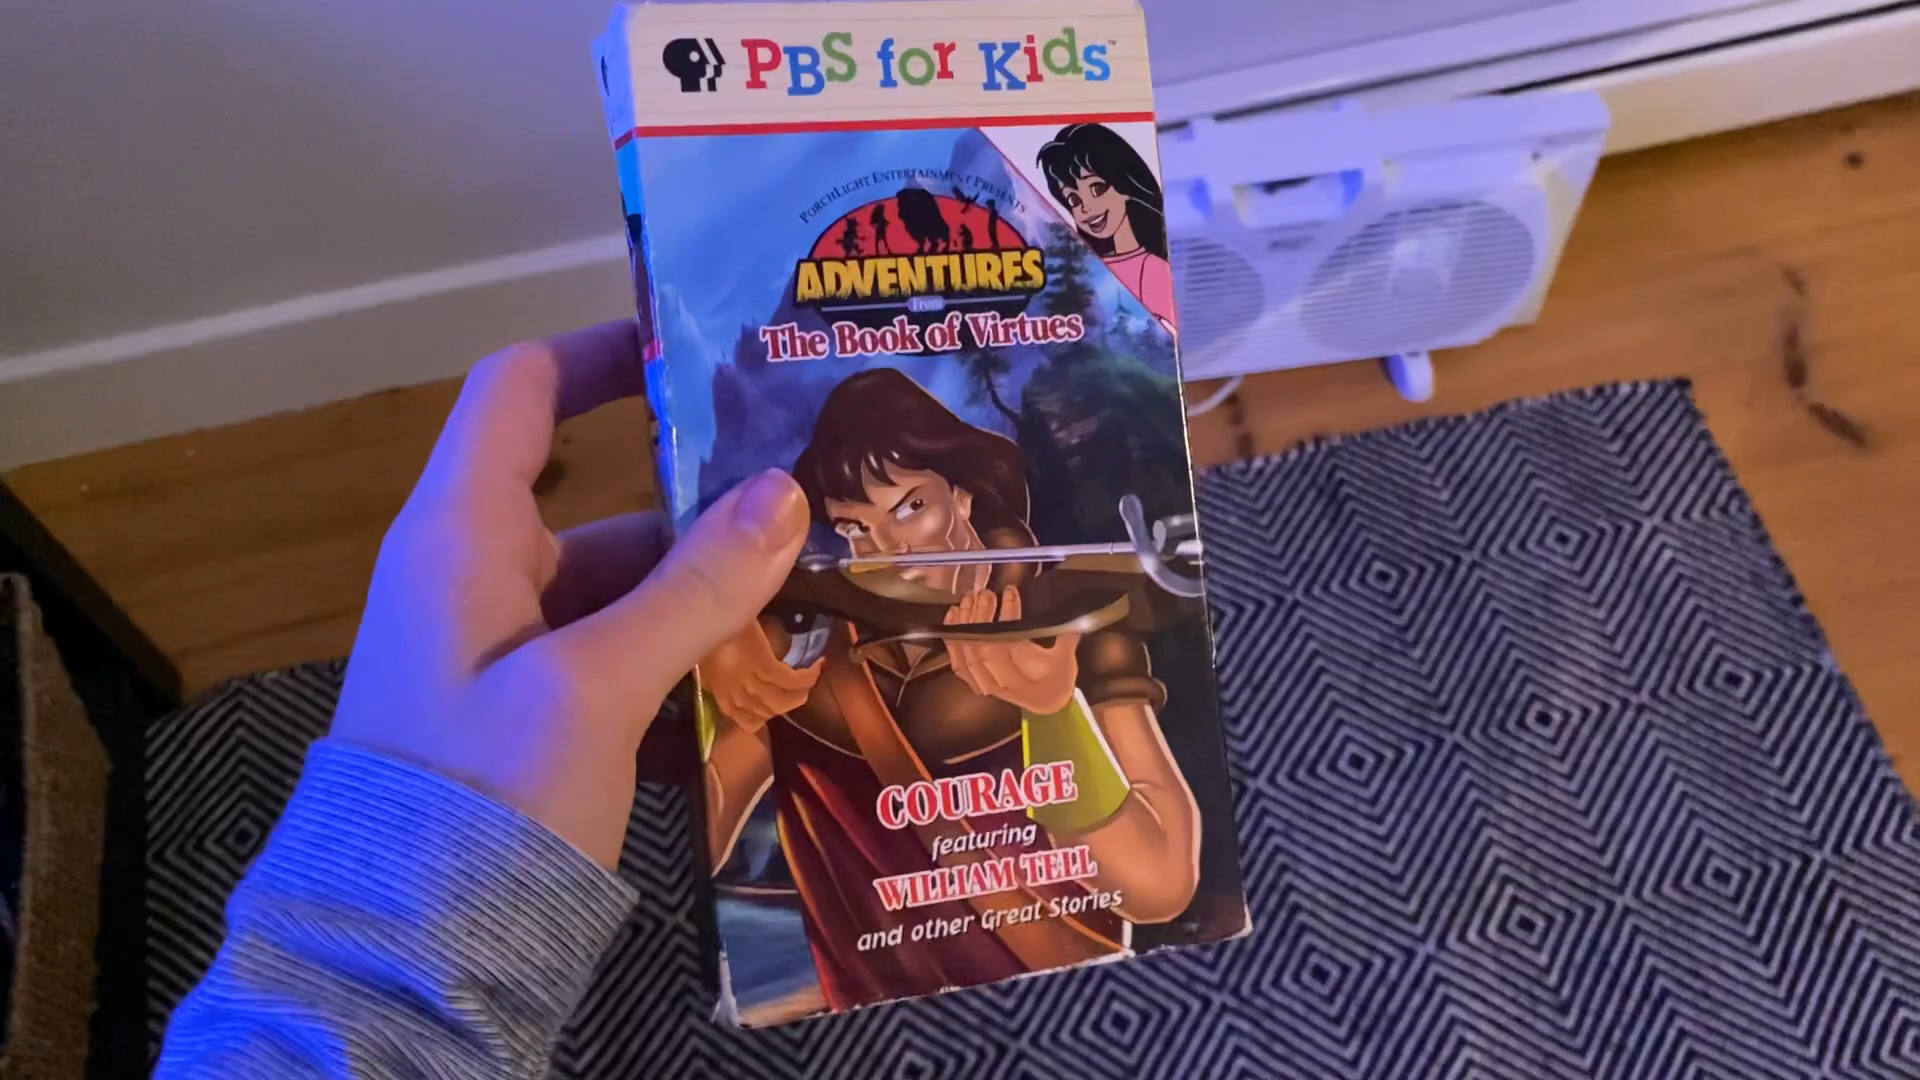 PBS for Kids™
PORCHLIGHT ENTERTAINMENT PRESENTS
ADVENTURES
From
The Book of Virtues
COURAGE
featuring
WILLIAM TELL
and other Great Stories